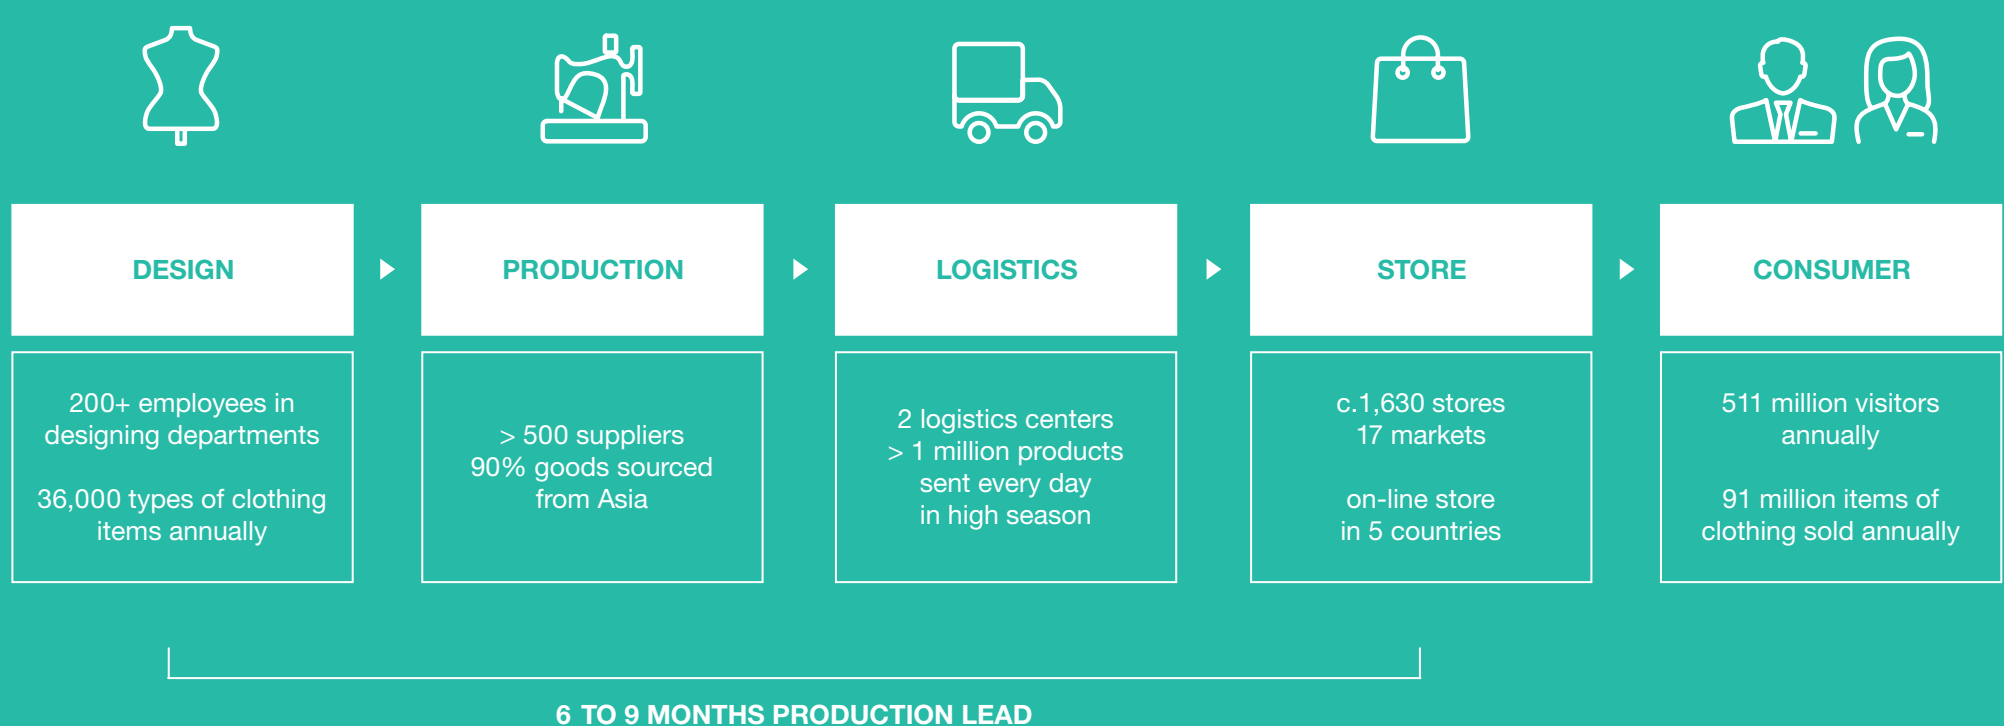 DESIGN
PRODUCTION
LOGISTICS
STORE
CONSUMER
200+ employees in
designing departments
36,000 types of clothing
items annually
> 500 suppliers
90% goods sourced
from Asia
2 logistics centers
> 1 million products
sent every day
in high season
c.1,630 stores
17 markets
on-line store
in 5 countries
511 million visitors
annually
91 million items of
clothing sold annually
6 TO 9 MONTHS PRODUCTION LEAD